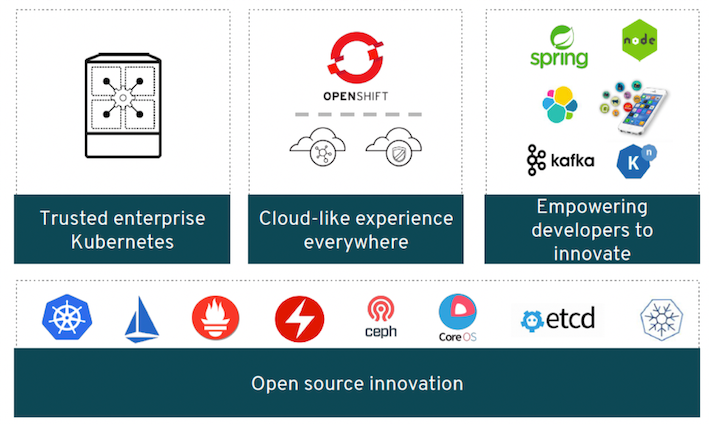 OPENSHIFT
spring
node
kafka
K
n
Trusted enterprise
Kubernetes
Cloud-like experience
everywhere
Empowering
developers to
innovate
ceph
CoreOS
etcd
Open source innovation